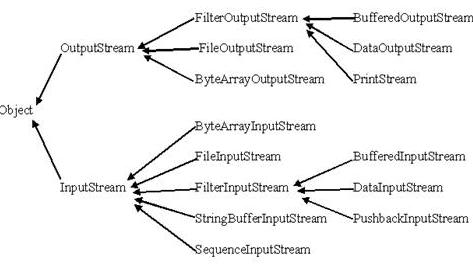 FilterOutputStream
BufferedOutputStream
OutputStream
FileOutputStream
DataOutputStream
ByteArrayOutputStream
PrintStream
Object
ByteArrayInputStream
FileInputStream
BufferedInputStream
InputStream
FilterInputStream
DataInputStream
StringBufferInputStream
PushbackInputStream
SequenceInputStream